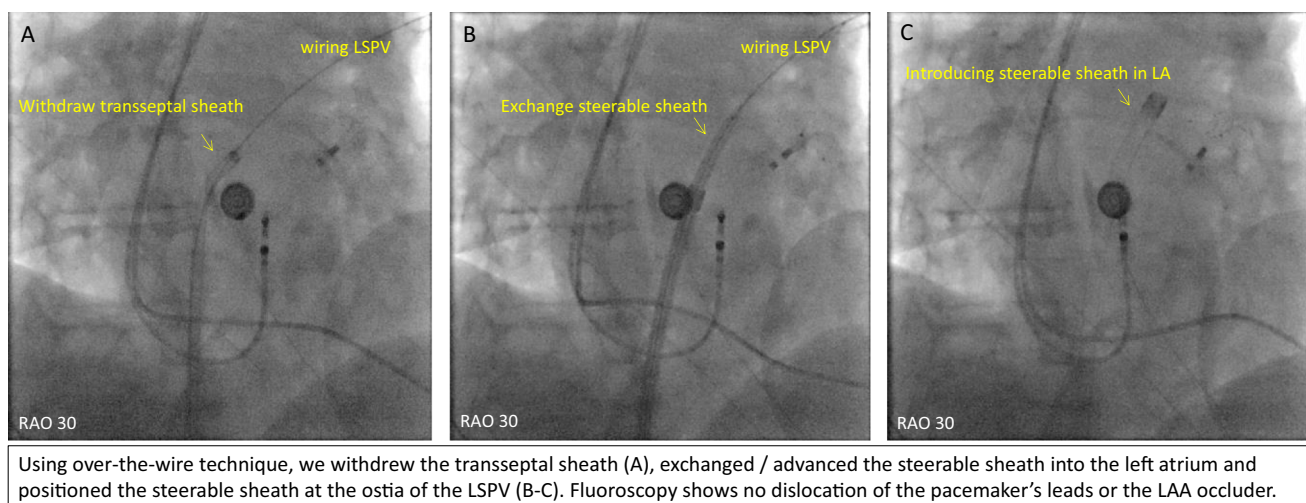 A
wiring LSPV
Withdraw transseptal sheath
RAO 30
B
wiring LSPV
Exchange steerable sheath
RAO 30
C
Introducing steerable sheath in LA
RAO 30
Using over-the-wire technique, we withdrew the transseptal sheath (A), exchanged / advanced the steerable sheath into the left atrium and
positioned the steerable sheath at the ostia of the LSPV (B-C). Fluoroscopy shows no dislocation of the pacemaker's leads or the LAA occluder.